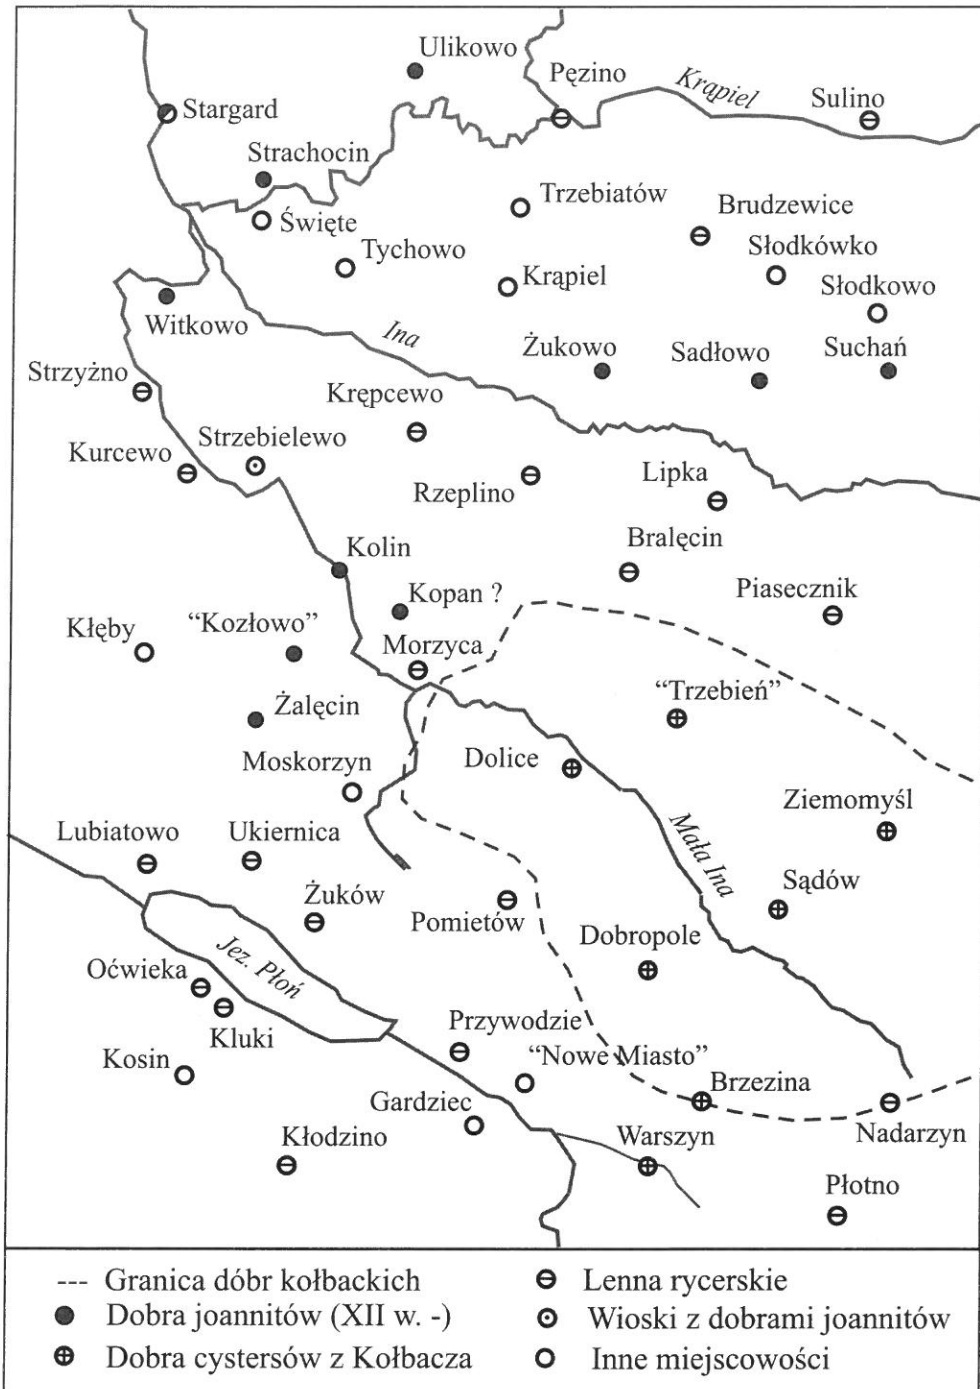 Ulikowo
Pęzino
Krąpiel
Sulino
Stargard
Strachocin
Święte
Trzebiatów
Brudzewice
Tychowo
Krąpiel
Słodkówko
Słodkowo
Witkowo
Ina
Żukowo
Sadłowo
Suchań
Strzyżno
Krępcewo
Kurcewo
Strzebielewo
Rzeplino
Lipka
Kolin
Bralęcin
Kopan ?
Piasecznik
Kłęby
“Kozłowo”
Morzyca
“Trzebień”
Żalęcin
Moskorzyn
Dolice
Ziemomyśl
Lubiatowo
Ukiernica
Mała Ina
Sądów
Żuków
Pomietów
Dobropole
Jez. Płoń
Oćwieka
Kluki
Przywodzie
“Nowe Miasto”
Kosin
Brzezina
Gardziec
Nadarzyn
Kłodzino
Warszyn
Płotno
--- Granica dóbr kołbackich
Dobra joannitów (XII w. -)
Dobra cystersów z Kołbacza
Lenna rycerskie
Wioski z dobrami joannitów
Inne miejscowości